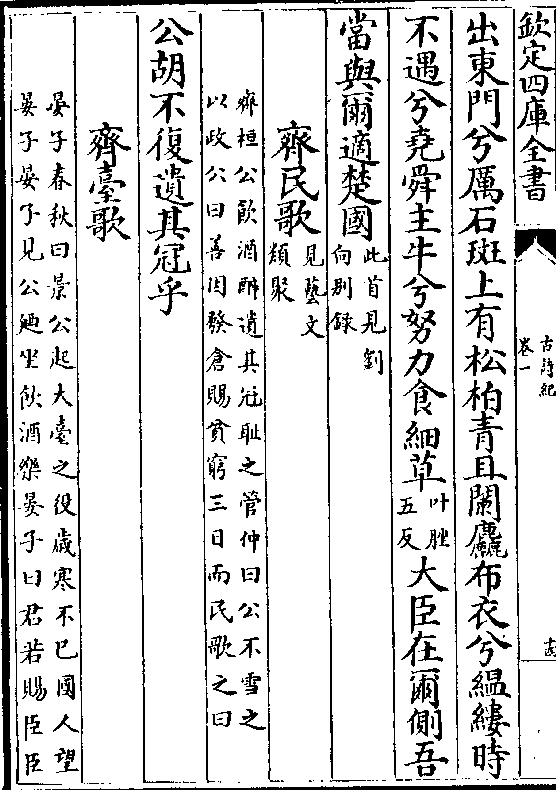 欽定四庫全書
古詩紀
卷一
出東門兮厲石斑上有松柏青且闌麤布衣兮緼縷時
不遇兮堯舜主牛兮努力食細草叶脞五反大臣在爾側吾
當與爾適楚國此首見劉向别録
齊民歌見藝文類聚
齊桓公飲酒醉遺其冠恥之管仲曰公不雪之
以政公曰善因發倉賜貧窮三日而民歌之曰
公胡不復遺其冠乎
齊臺歌
晏子春秋曰景公起大臺之役歲寒不已國人望
晏子晏子見公廼坐飲酒樂晏子曰君若賜臣臣